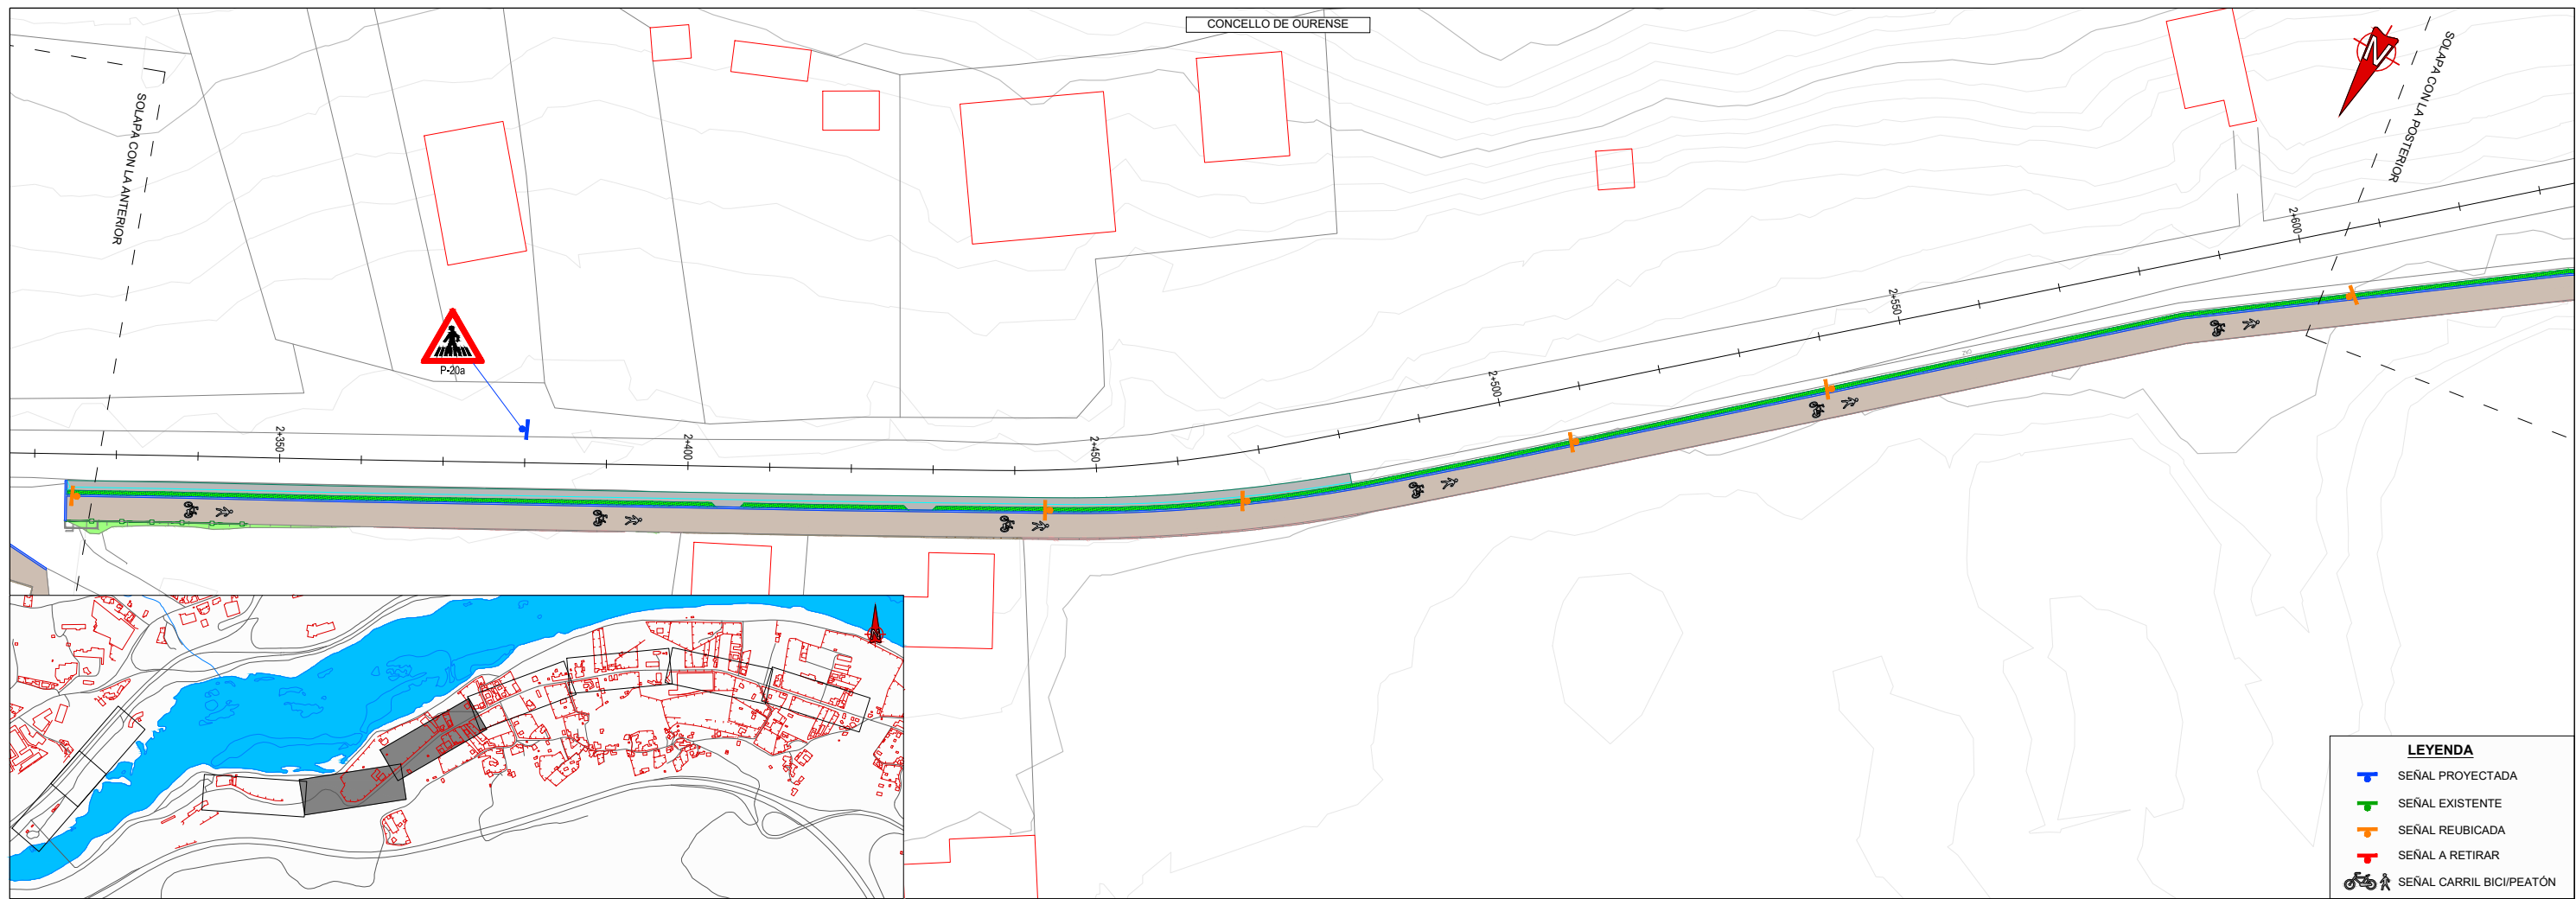 CONCELLO DE OURENSE
N
SOLAPA CON LA ANTERIOR
SOLAPA CON LA POSTERIOR
P-20a
2+350
2+400
2+450
2+500
2+550
2+600
N
LEYENDA
SEÑAL PROYECTADA
SEÑAL EXISTENTE
SEÑAL REUBICADA
SEÑAL A RETIRAR
SEÑAL CARRIL BICI/PEATÓN